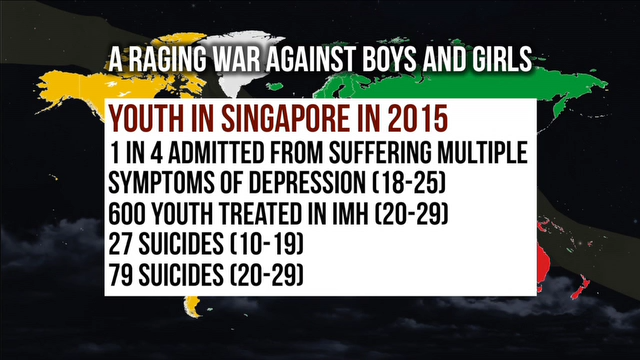 A RAGING WAR AGAINST BOYS AND GIRLS
YOUTH IN SINGAPORE IN 2015
1 IN 4 ADMITTED FROM SUFFERING MULTIPLE
SYMPTOMS OF DEPRESSION (18-25)
600 YOUTH TREATED IN IMH (20-29)
27 SUICIDES (10-19)
79 SUICIDES (20-29)